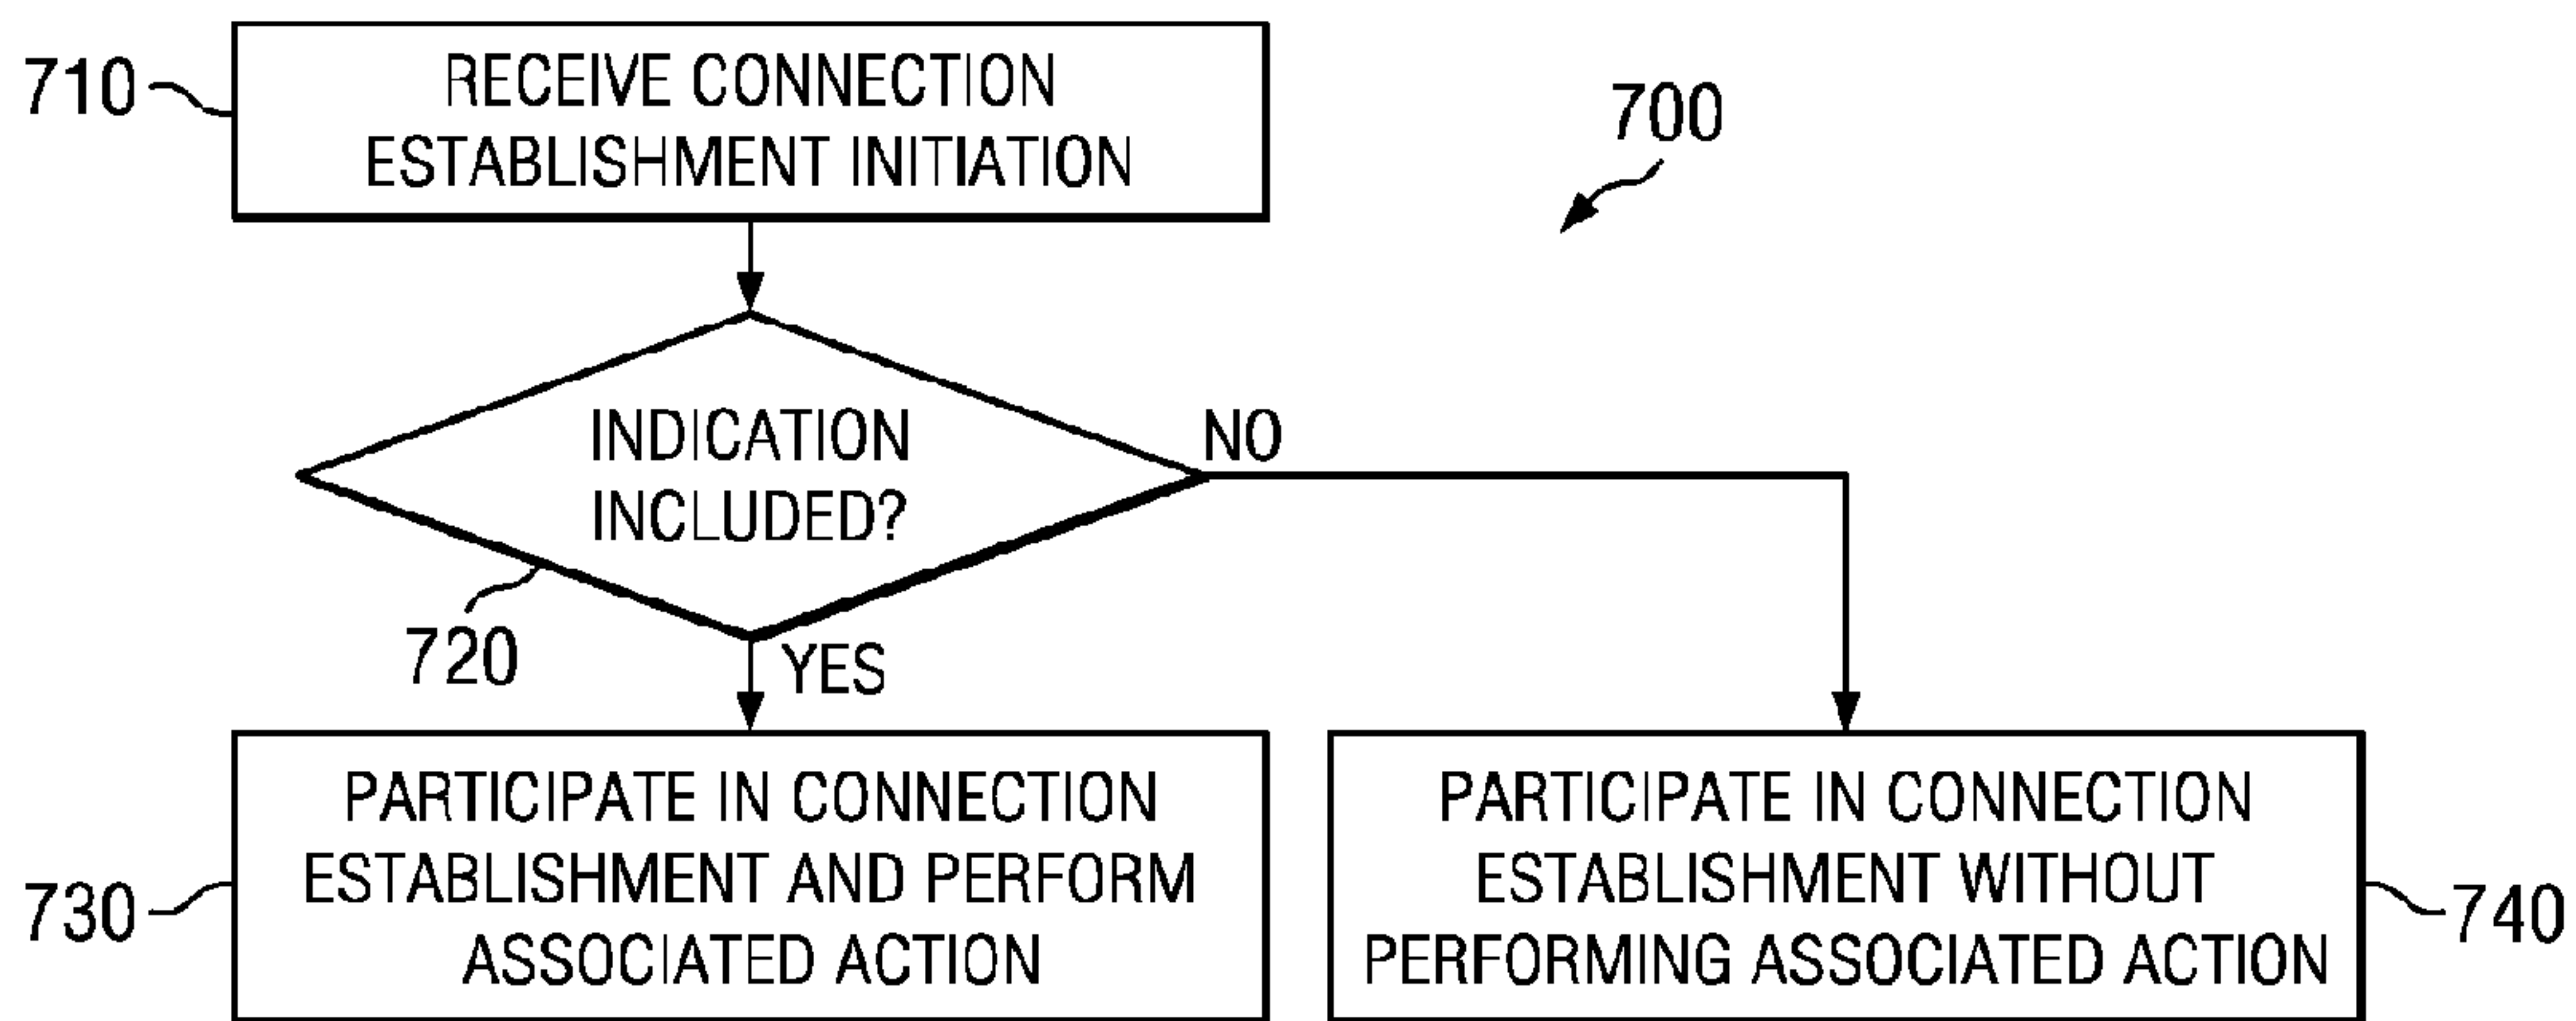 710
RECEIVE CONNECTION
ESTABLISHMENT INITIATION
700
INDICATION
INCLUDED?
NO
720
YES
730
PARTICIPATE IN CONNECTION
ESTABLISHMENT AND PERFORM
ASSOCIATED ACTION
PARTICIPATE IN CONNECTION
ESTABLISHMENT WITHOUT
PERFORMING ASSOCIATED ACTION
740